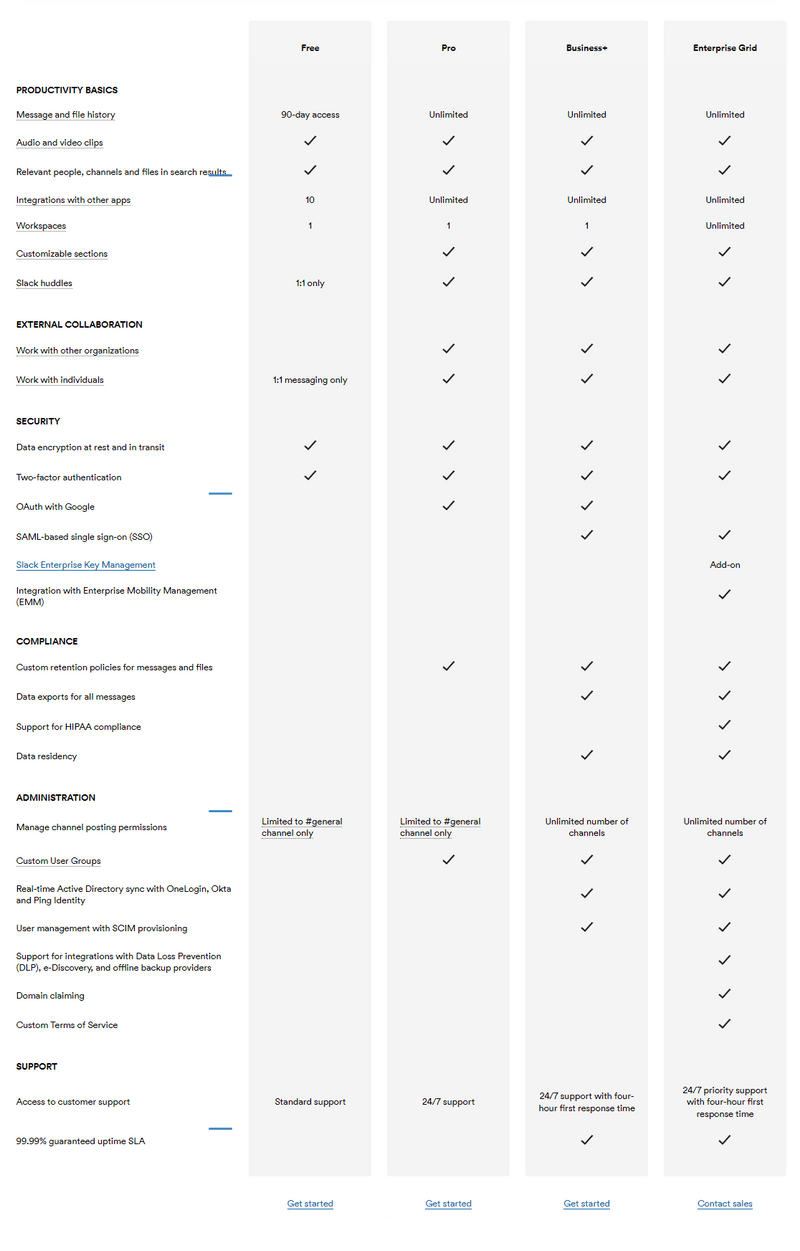 Free Pro Business+ Enterprise Grid
PRODUCTIVITY BASICS
Message and file history 90-day access Unlimited Unlimited Unlimited
Audio and video clips
Relevant people, channels and files in search results
Integrations with other apps 10 Unlimited Unlimited Unlimited
Workspaces 1 1 1 Unlimited
Customizable sections
Slack huddles 1:1 only
EXTERNAL COLLABORATION
Work with other organizations
Work with individuals 1:1 messaging only
SECURITY
Data encryption at rest and in transit
Two-factor authentication
OAuth with Google
SAML-based single sign-on (SSO)
Slack Enterprise Key Management Add-on
Integration with Enterprise Mobility Management
(EMM)
COMPLIANCE
Custom retention policies for messages and files
Data exports for all messages
Support for HIPAA compliance
Data residency
ADMINISTRATION
Manage channel posting permissions
Limited to #general
channel only
Limited to #general
channel only
Unlimited number of
channels
Unlimited number of
channels
Custom User Groups
Real-time Active Directory sync with OneLogin, Okta
and Ping Identity
User management with SCIM provisioning
Support for integrations with Data Loss Prevention
(DLP), e-Discovery, and offline backup providers
Domain claiming
Custom Terms of Service
SUPPORT
Access to customer support
Standard support
24/7 support
24/7 support with four-
hour first response time
24/7 priority support
with four-hour first
response time
99.99% guaranteed uptime SLA
Get started Get started Get started Contact sales